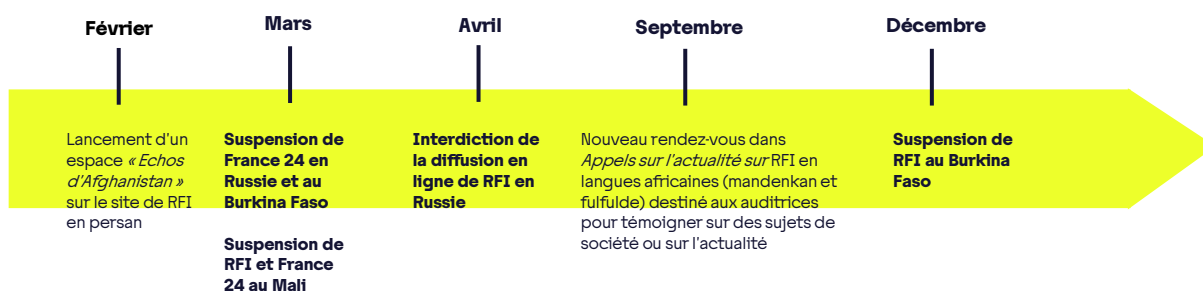 Février
Mars
Avril
Septembre
Décembre
Lancement d'un
espace « Echos
d'Afghanistan »
sur le site de RFI
en persan
Suspension de
France 24 en
Russie et au
Burkina Faso
Suspension de
RFI et France
24 au Mali
Interdiction de
la diffusion en
ligne de RFI en
Russie
Nouveau rendez-vous dans
Appels sur l'actualité sur RFI en
langues africaines (mandenkan et
fulfulde) destiné aux auditrices
pour témoigner sur des sujets de
société ou sur l'actualité
Suspension de
RFI au Burkina
Faso